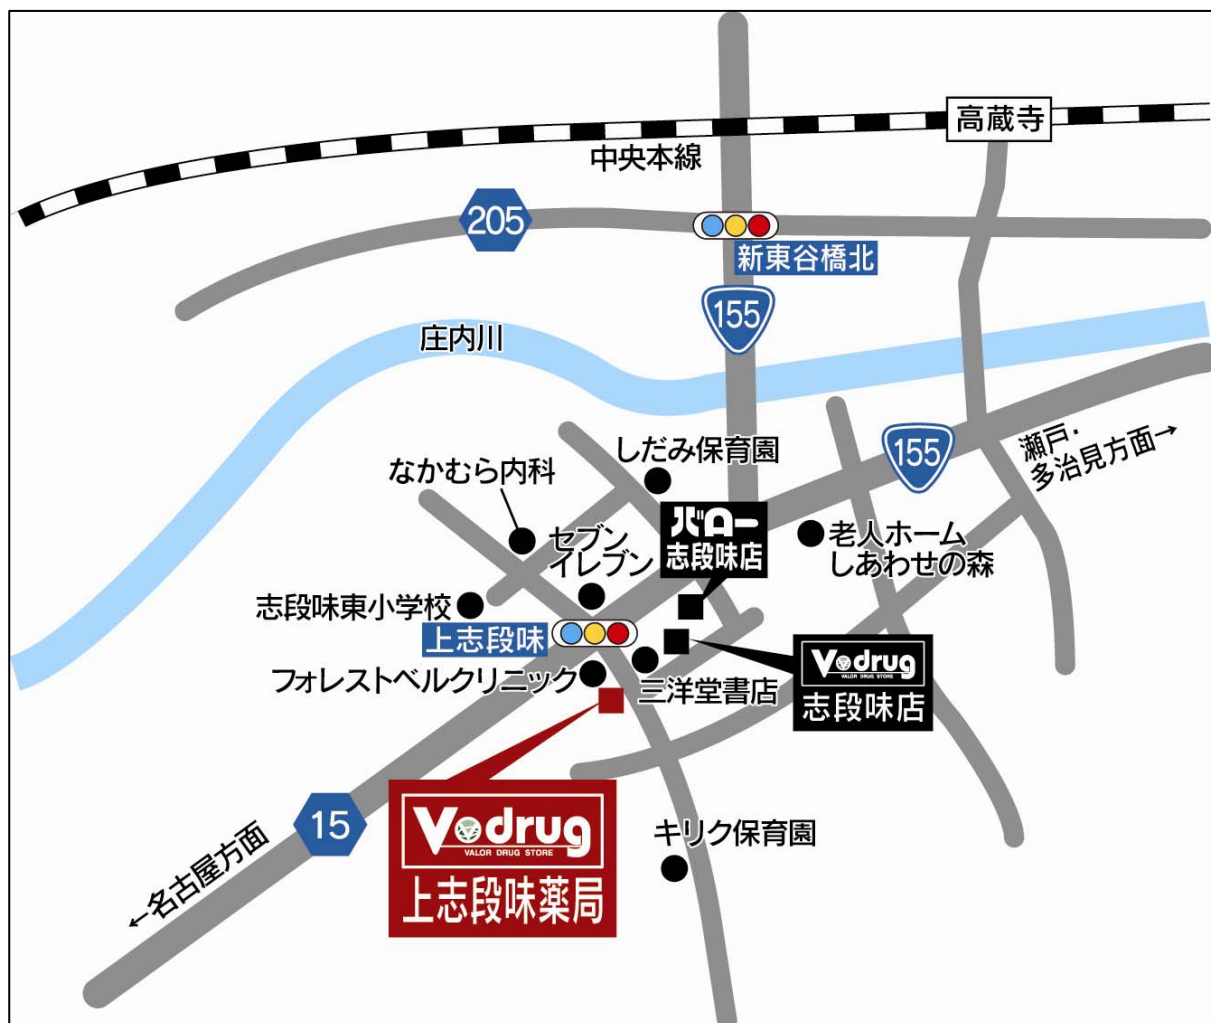 高蔵寺
中央本線
205
新東谷橋北
155
庄内川
155
瀬戸・
多治見方面→
しだみ保育園
なかむら内科
セブン
イレブン
バロー
志段味店
老人ホーム
しあわせの森
志段味東小学校
上志段味
フォレストベルクリニック
三洋堂書店
Vdrug
VALOR DRUG STORE
志段味店
15
←名古屋方面
Vdrug
VALOR DRUG STORE
上志段味薬局
キリク保育園